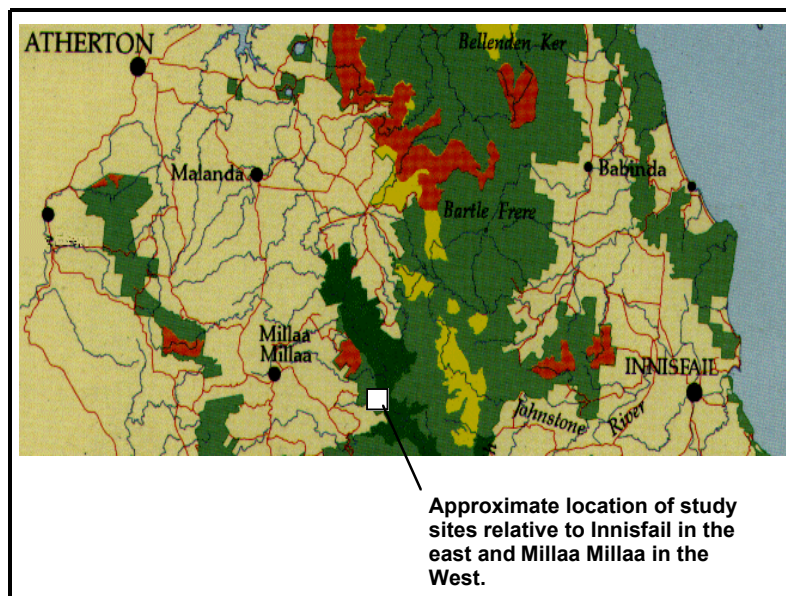 ATHERTON
Bellenden-Ker
Malanda
Babinda
Bartle Frere
Millaa
Millaa
INNISFAIL
Johnstone
River
Approximate location of study
sites relative to Innisfail in the
east and Millaa Millaa in the
West.